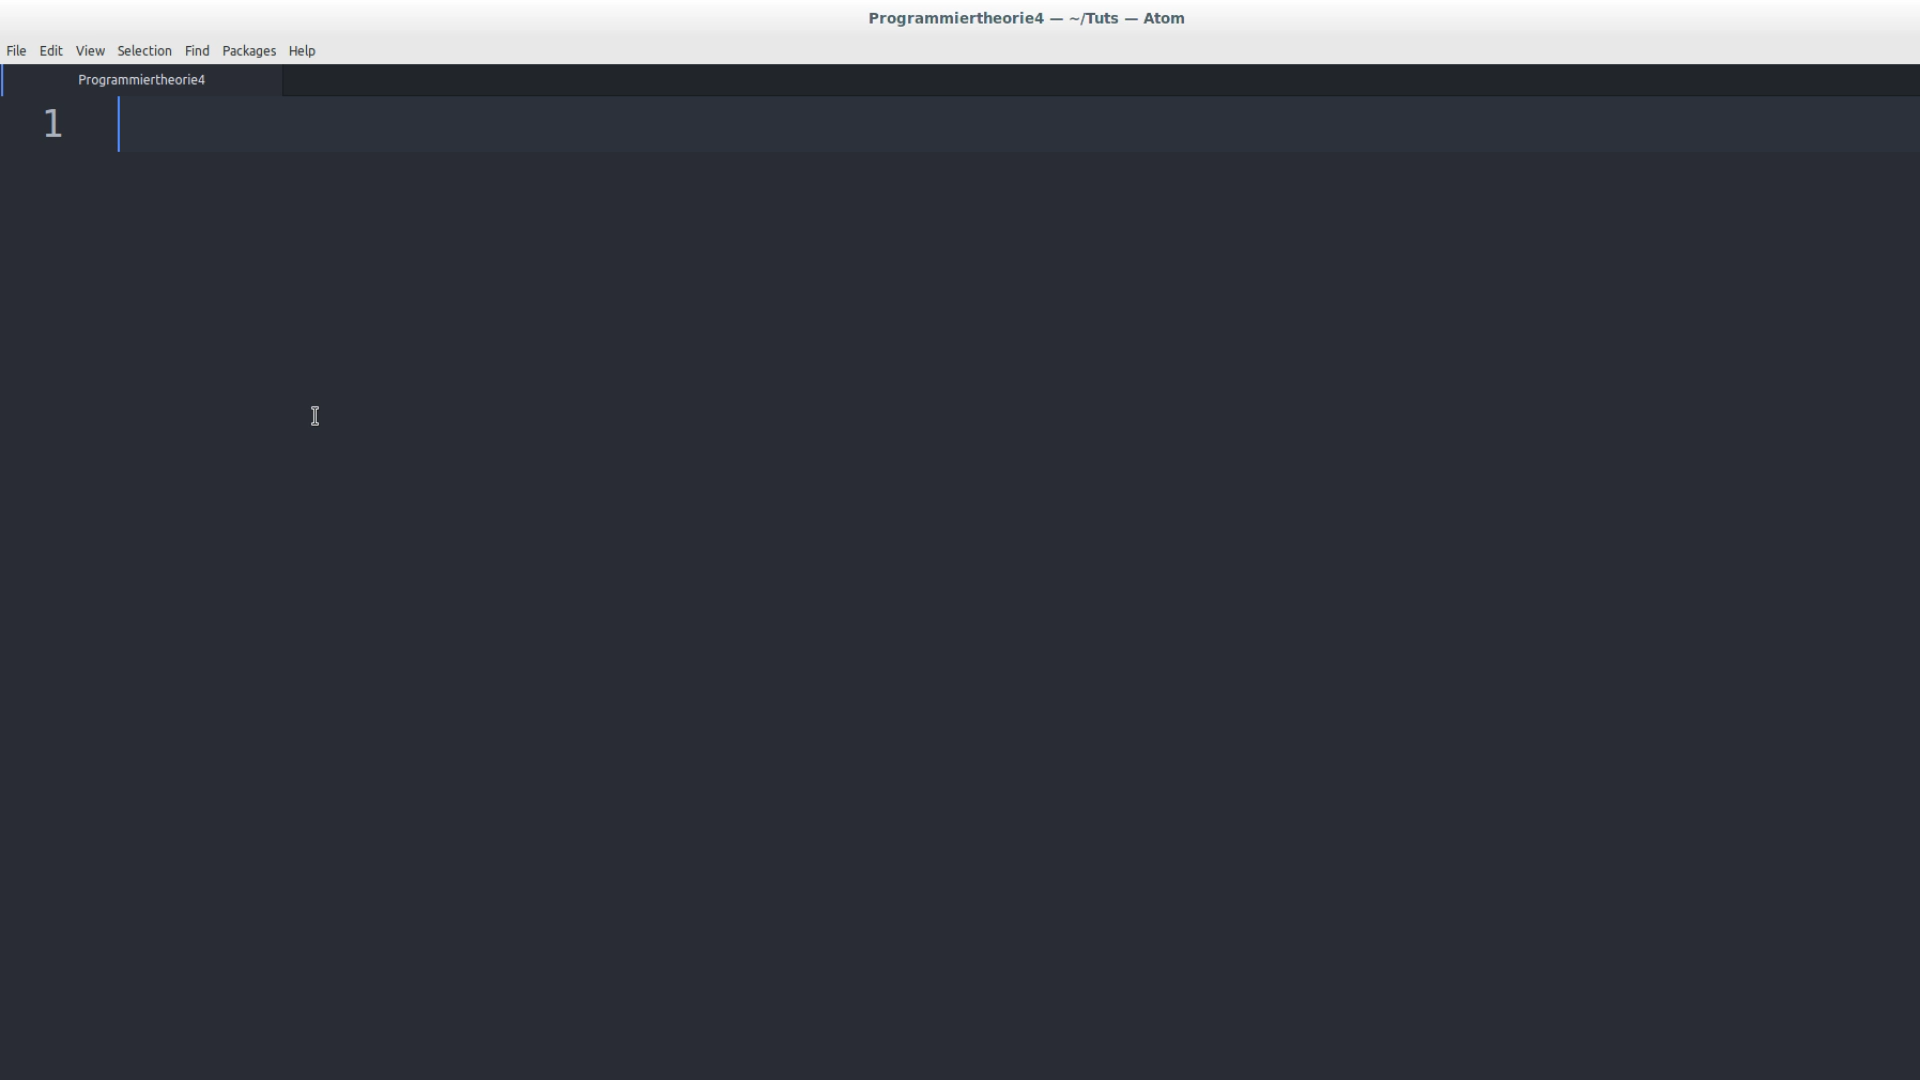 Programmiertheorie4 — ~/Tuts — Atom
File Edit View Selection Find Packages Help
Programmiertheorie4
1